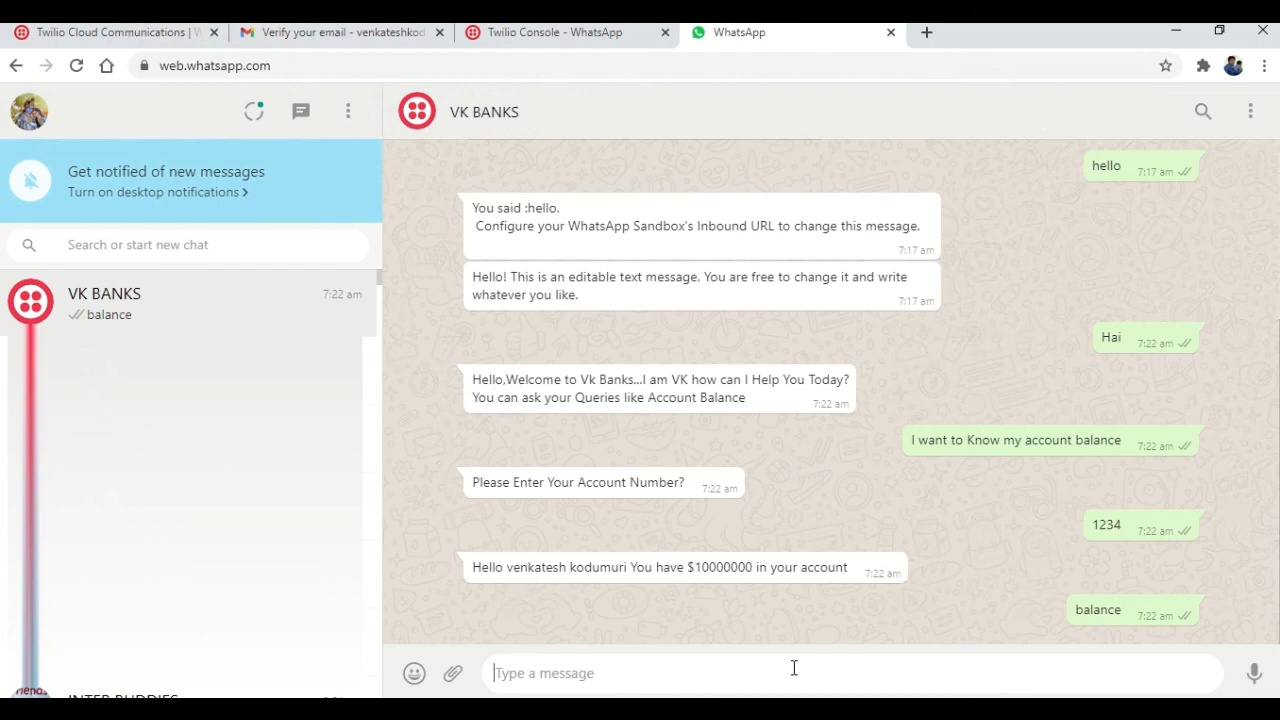 Twilio Cloud Communications | W
Verify your email - venkateshkod
Twilio Console - WhatsApp
WhatsApp
web.whatsapp.com
VK BANKS
Get notified of new messages
Turn on desktop notifications >
Search or start new chat
VK BANKS
7:22 am
balance
hello
7:17 am
You said :hello.
Configure your WhatsApp Sandbox's Inbound URL to change this message.
7:17 am
Hello! This is an editable text message. You are free to change it and write
whatever you like.
7:17 am
Hai
7:22 am
Hello,Welcome to Vk Banks...I am VK how can I Help You Today?
You can ask your Queries like Account Balance
7:22 am
I want to Know my account balance
7:22 am
Please Enter Your Account Number?
7:22 am
1234
7:22 am
Hello venkatesh kodumuri You have $10000000 in your account
7:22 am
balance
7:22 am
Type a message